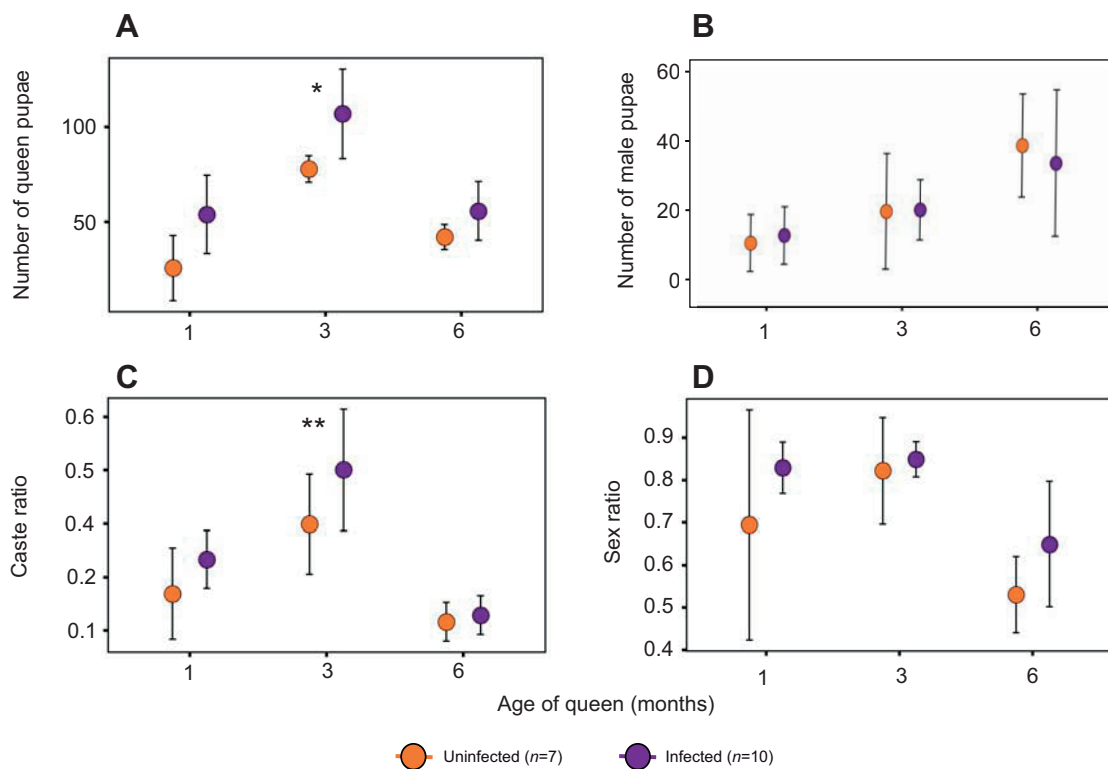 A
Number of queen pupae
100
50
*
1
3
6
B
Number of male pupae
60
40
20
0
1
3
6
C
Caste ratio
0.6
0.5
0.4
0.2
0.1
**
1
3
6
D
Sex ratio
0.9
0.8
0.7
0.6
0.5
0.4
1
3
6
Age of queen (months)
Uninfected (n=7)
Infected (n=10)